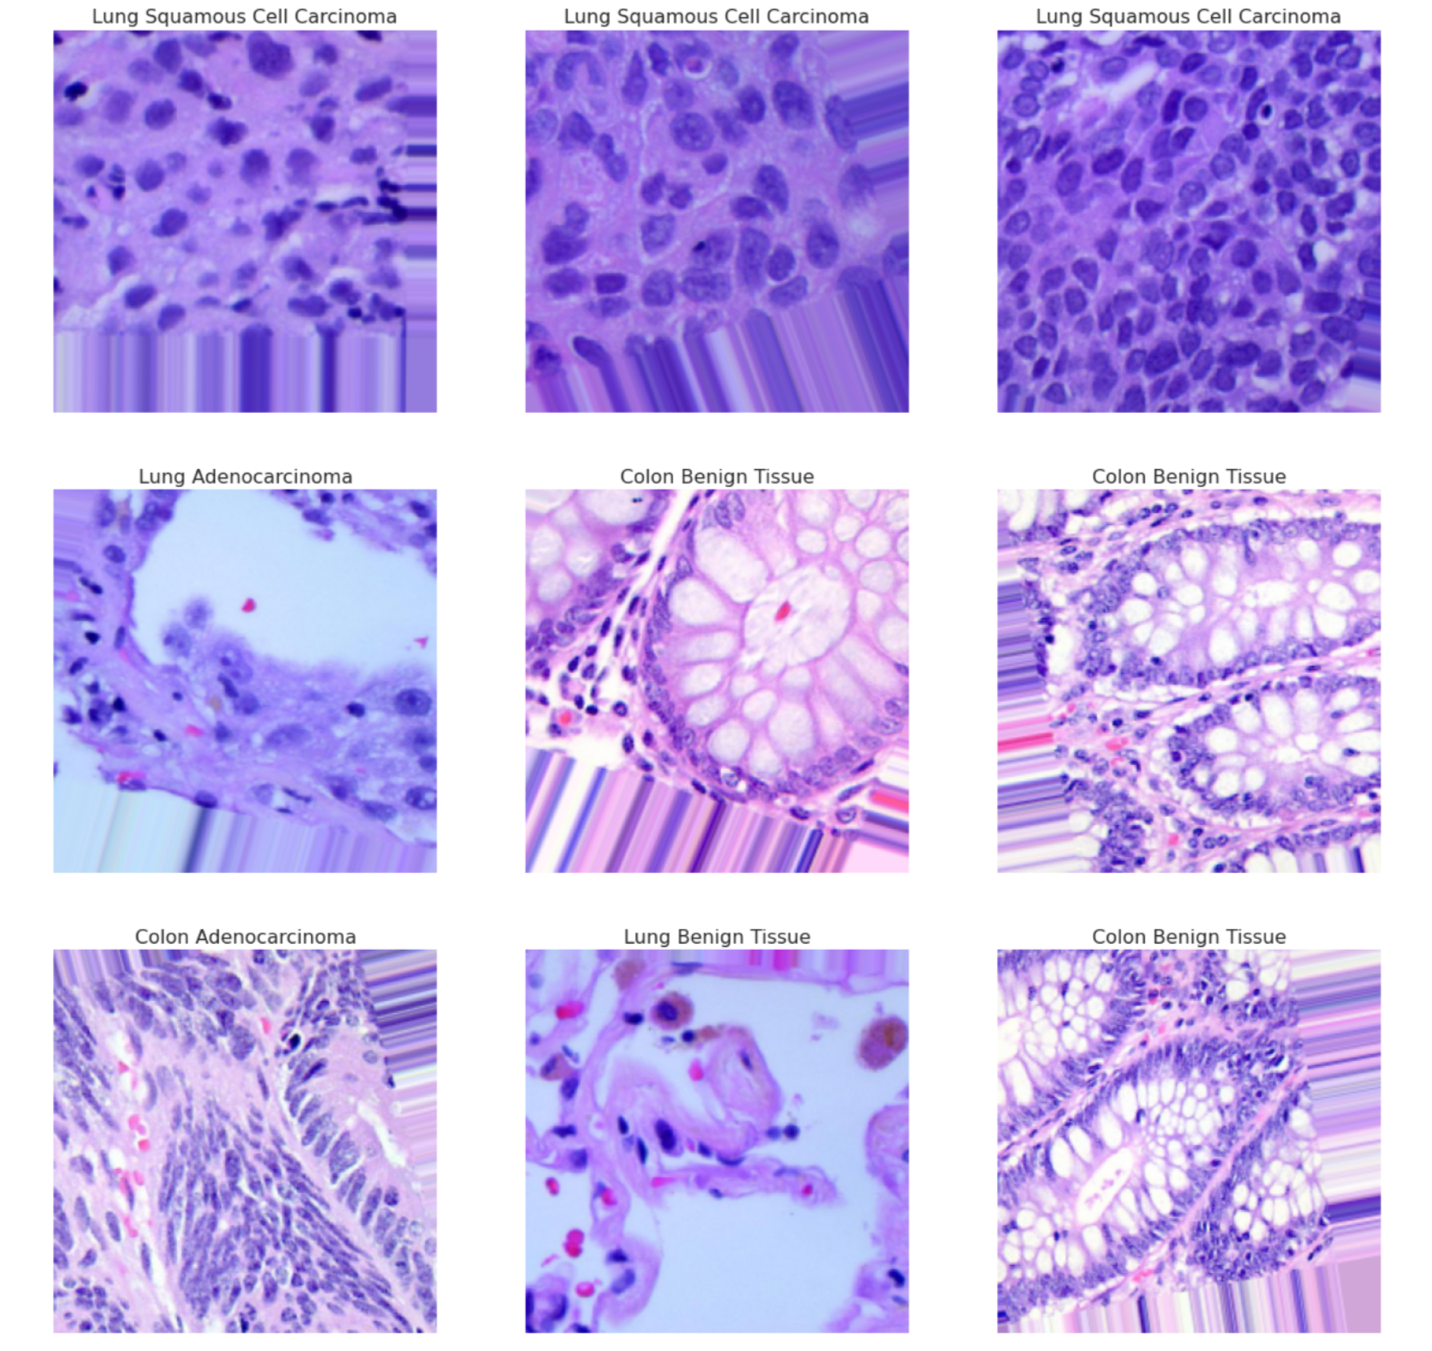 Lung Squamous Cell Carcinoma
Lung Squamous Cell Carcinoma
Lung Squamous Cell Carcinoma
Lung Adenocarcinoma
Colon Benign Tissue
Colon Benign Tissue
Colon Adenocarcinoma
Lung Benign Tissue
Colon Benign Tissue